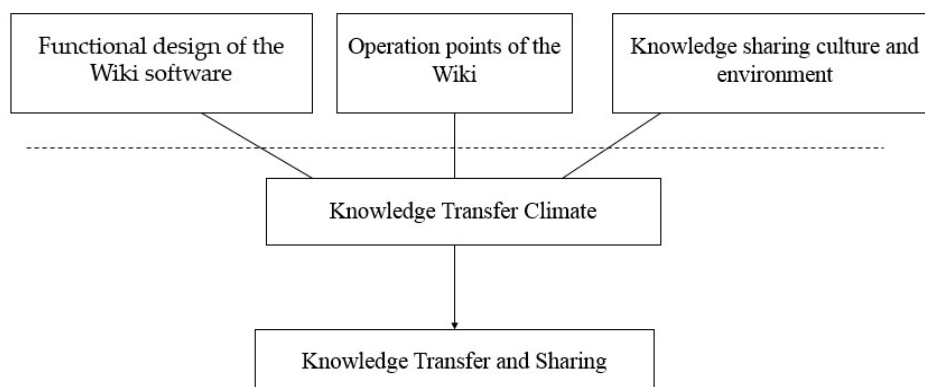 Functional design of the
Wiki software
Operation points of the
Wiki
Knowledge sharing culture and
environment
Knowledge Transfer Climate
Knowledge Transfer and Sharing